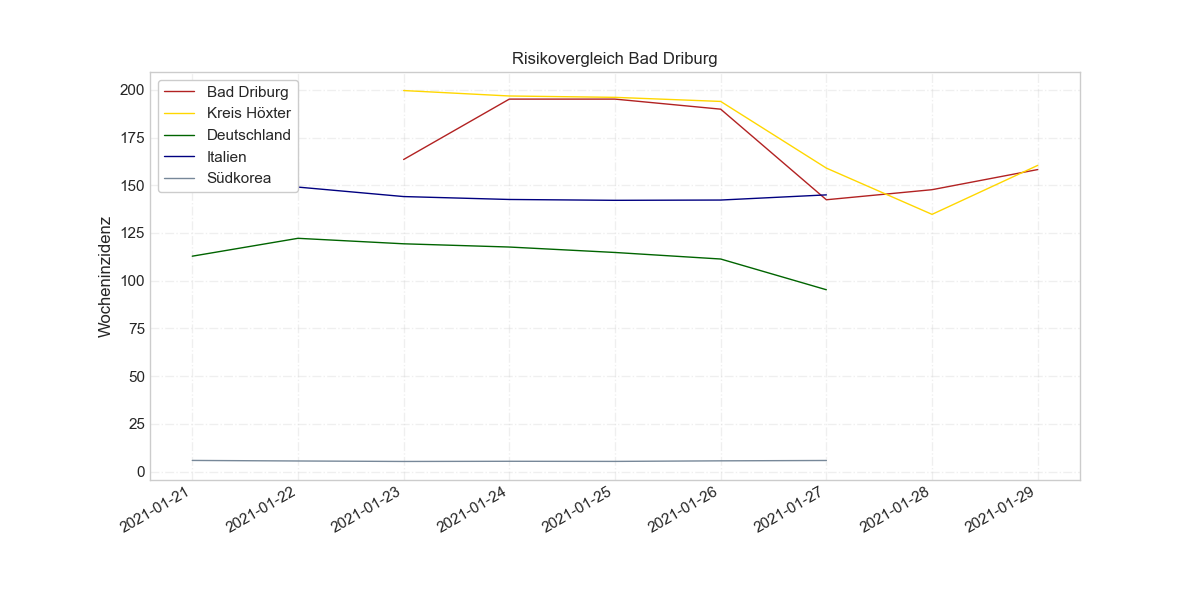 Risikovergleich Bad Driburg
Bad Driburg
Kreis Höxter
Deutschland
Italien
Südkorea
Wocheninzidenz
200
175
150
125
100
75
50
25
0
2021-01-21
2021-01-22
2021-01-23
2021-01-24
2021-01-25
2021-01-26
2021-01-27
2021-01-28
2021-01-29